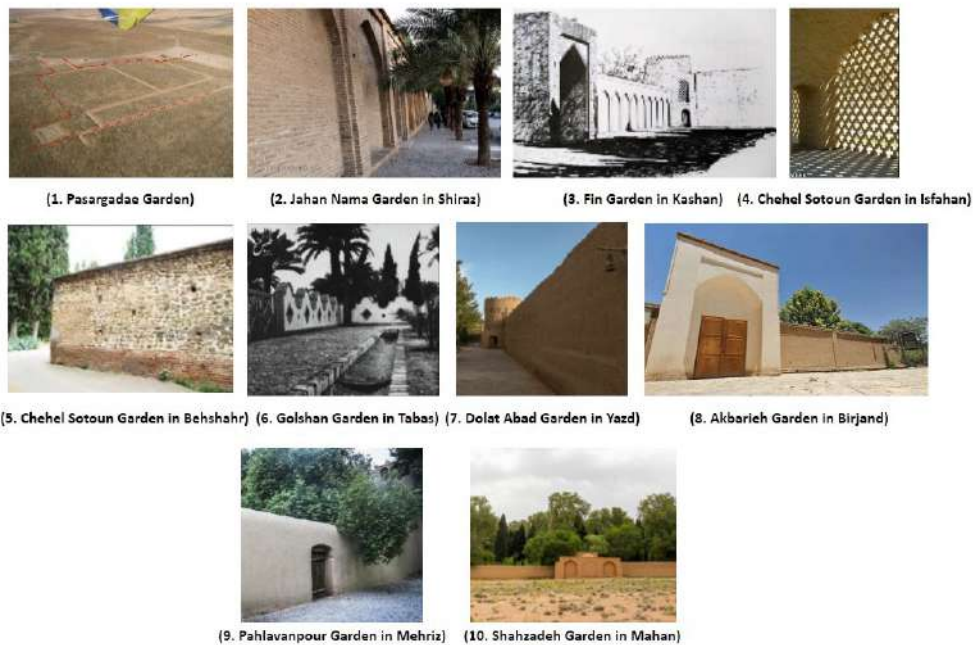 (1. Pasargadae Garden)
(2. Jahan Nama Garden in Shiraz)
(3. Fin Garden in Kashan)
(4. Chehel Sotoun Garden in Isfahan)
(5. Chehel Sotoun Garden in Behshahr)
(6. Golshan Garden in Tabas)
(7. Dolat Abad Garden in Yazd)
(8. Akbarieh Garden in Birjand)
(9. Pahlavanpour Garden in Mehriz)
(10. Shahzadeh Garden in Mahan)